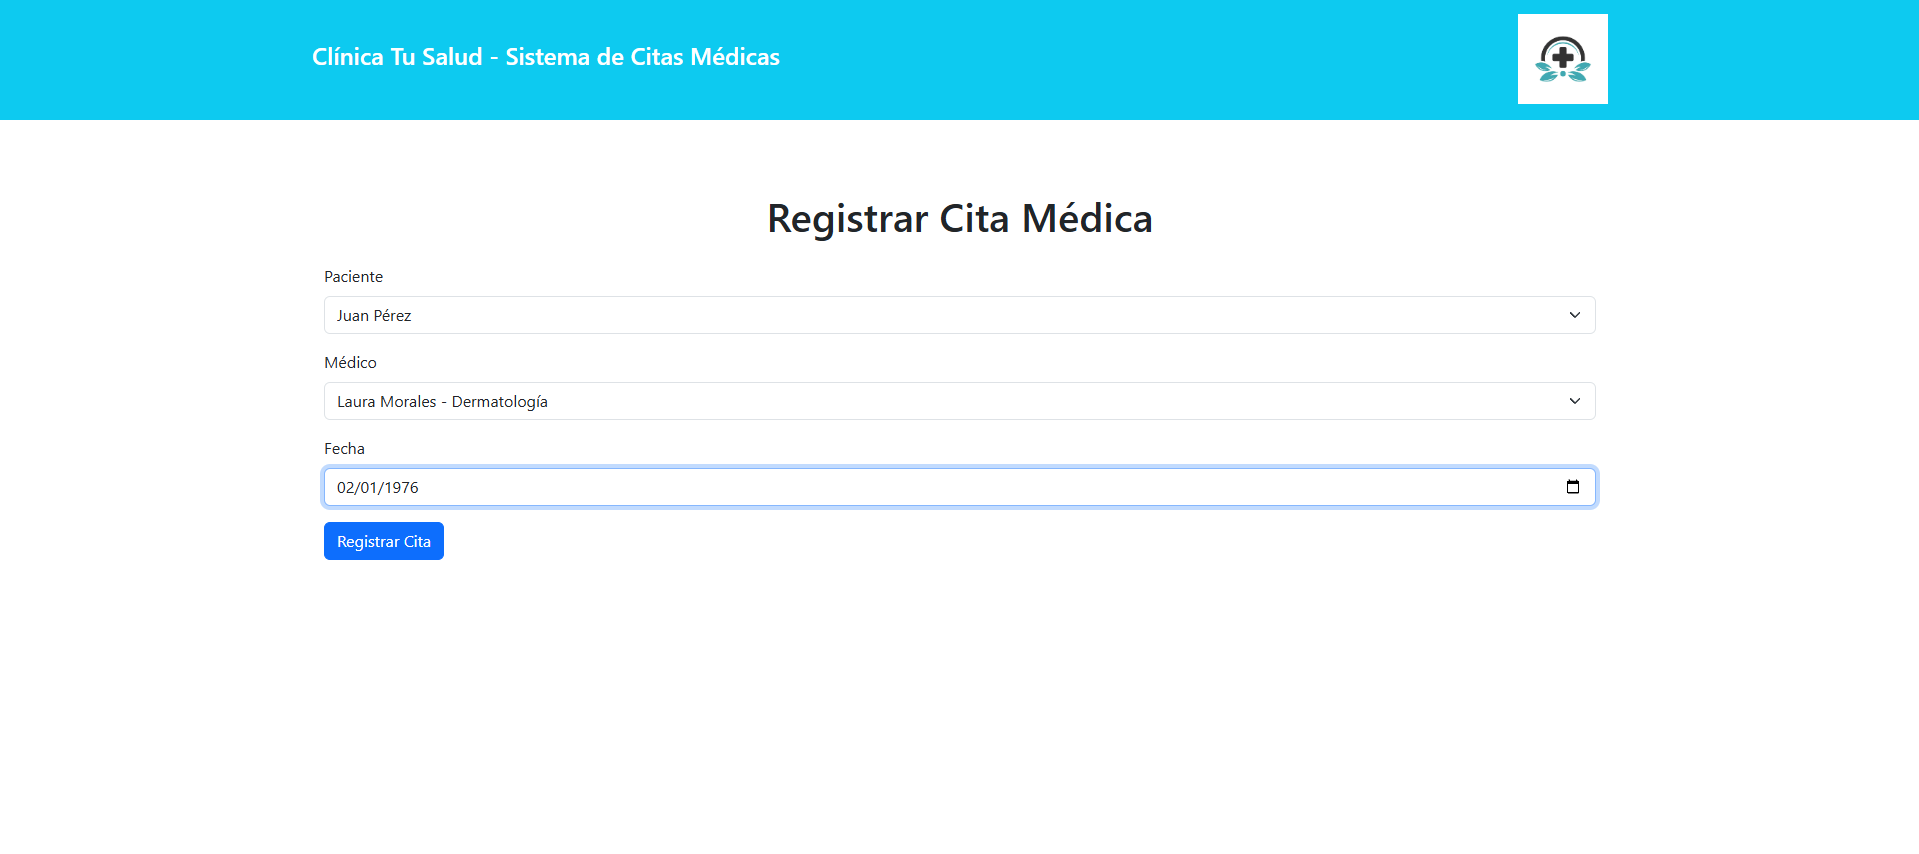 Clínica Tu Salud - Sistema de Citas Médicas
Registrar Cita Médica
Paciente
Juan Pérez
Médico
Laura Morales - Dermatología
Fecha
02/01/1976
Registrar Cita